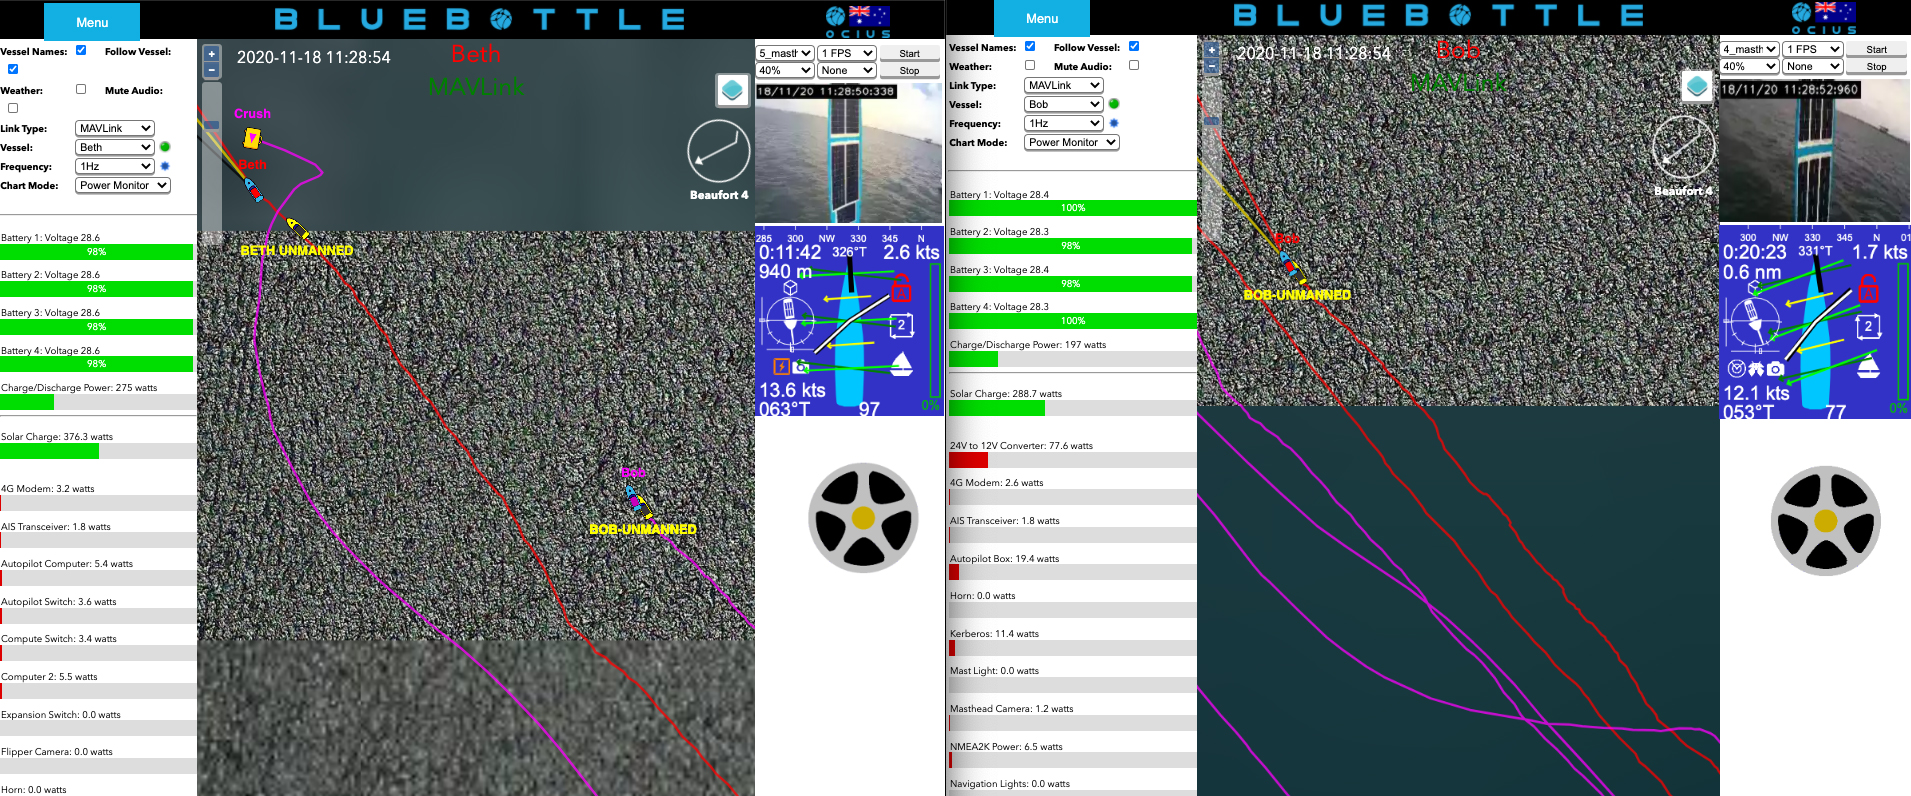 Menu
BLUEBOTTLE
OCIUS
Vessel Names:
Follow Vessel:
Weather:
Mute Audio:
Link Type:
MAVLink
Vessel:
Beth
Frequency:
1Hz
Chart Mode:
Power Monitor
Battery 1: Voltage 28.6
98%
Battery 2: Voltage 28.6
98%
Battery 3: Voltage 28.6
98%
Battery 4: Voltage 28.6
98%
Charge/Discharge Power: 275 watts
Solar Charge: 376.3 watts
4G Modem: 3.2 watts
AIS Transceiver: 1.8 watts
Autopilot Computer: 5.4 watts
Autopilot Switch: 3.6 watts
Compute Switch: 3.4 watts
Computer 2: 5.5 watts
Expansion Switch: 0.0 watts
Flipper Camera: 0.0 watts
Horn: 0.0 watts
+
−
2020-11-18 11:28:54
Beth
MAVLink
Crush
Beth
BETH UNMANNED
Bob
BOB-UNMANNED
Beaufort 4
5_masth
1 FPS
Start
40%
None
Stop
18/11/20 11:28:50:338
285 300 NW 330 345 N
0:11:42 326°T 2.6 kts
940 m
A
2
13.6 kts
063°T 97 0%
Menu
BLUEBOTTLE
OCIUS
Vessel Names:
Follow Vessel:
Weather:
Mute Audio:
Link Type:
MAVLink
Vessel:
Bob
Frequency:
1Hz
Chart Mode:
Power Monitor
Battery 1: Voltage 28.4
100%
Battery 2: Voltage 28.3
98%
Battery 3: Voltage 28.4
98%
Battery 4: Voltage 28.3
100%
Charge/Discharge Power: 197 watts
Solar Charge: 288.7 watts
24V to 12V Converter: 77.6 watts
4G Modem: 2.6 watts
AIS Transceiver: 1.8 watts
Autopilot Box: 19.4 watts
Horn: 0.0 watts
Kerberos: 11.4 watts
Mast Light: 0.0 watts
Masthead Camera: 1.2 watts
NMEA2K Power: 6.5 watts
Navigation Lights: 0.0 watts
+
−
2020-11-18 11:28:54
Bob
MAVLink
Bob
BOB-UNMANNED
Beaufort 4
4_masth
1 FPS
Start
40%
None
Stop
18/11/20 11:28:52:960
300 NW 330 345 N 01
0:20:23 331°T 1.7 kts
0.6 nm
A
2
12.1 kts
053°T 77 0%